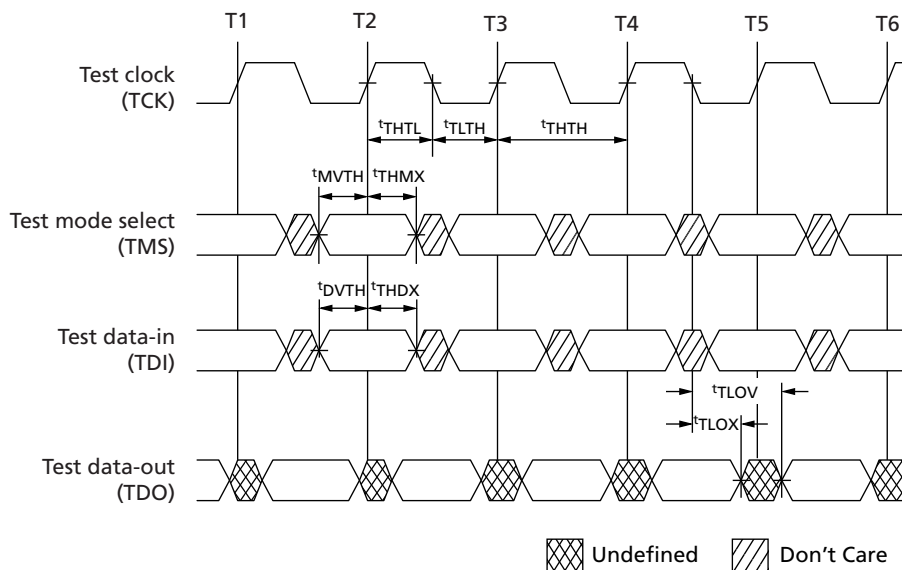 T1 T2 T3 T4 T5 T6
Test clock
(TCK)
tTHTL tTLTH tTHTH
tMVTH tTHMX
Test mode select
(TMS)
tDVTH tTHDX
Test data-in
(TDI)
tTLOV
tTLOX
Test data-out
(TDO)
Undefined Don't Care